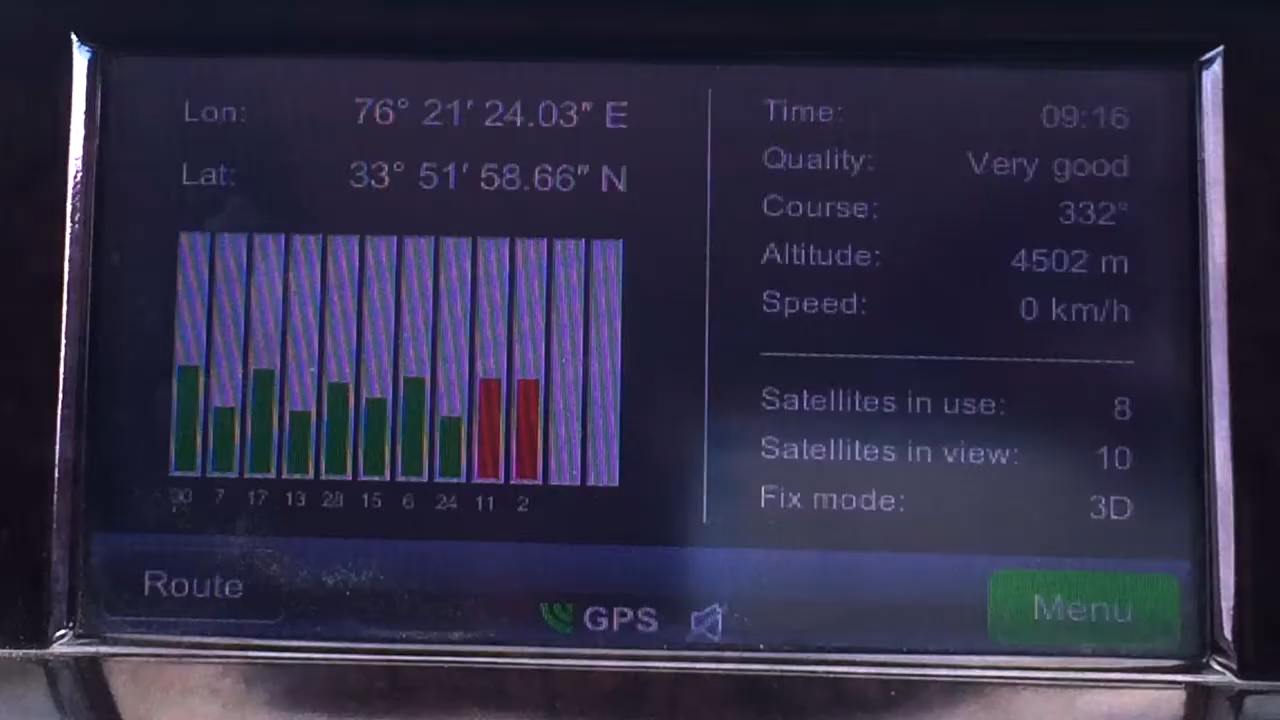 Lon: 76° 21′ 24.03″ E
Lat: 33° 51′ 58.66″ N
30 7 17 13 28 15 6 24 11 2
Time: 09:16
Quality: Very good
Course: 332°
Altitude: 4502 m
Speed: 0 km/h
Satellites in use: 8
Satellites in view: 10
Fix mode: 3D
Route
GPS
Menu